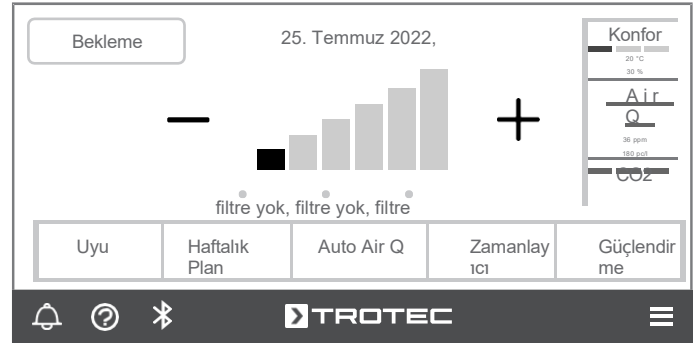 Bekleme
25. Temmuz 2022,
Konfor
20 °C
30 %
Air
Q
36 ppm
180 pc/l
CO2
filtre yok, filtre yok, filtre
Uyu
Haftalık
Plan
Auto Air Q
Zamanlay
ıcı
Güçlendir
me
TROTEC